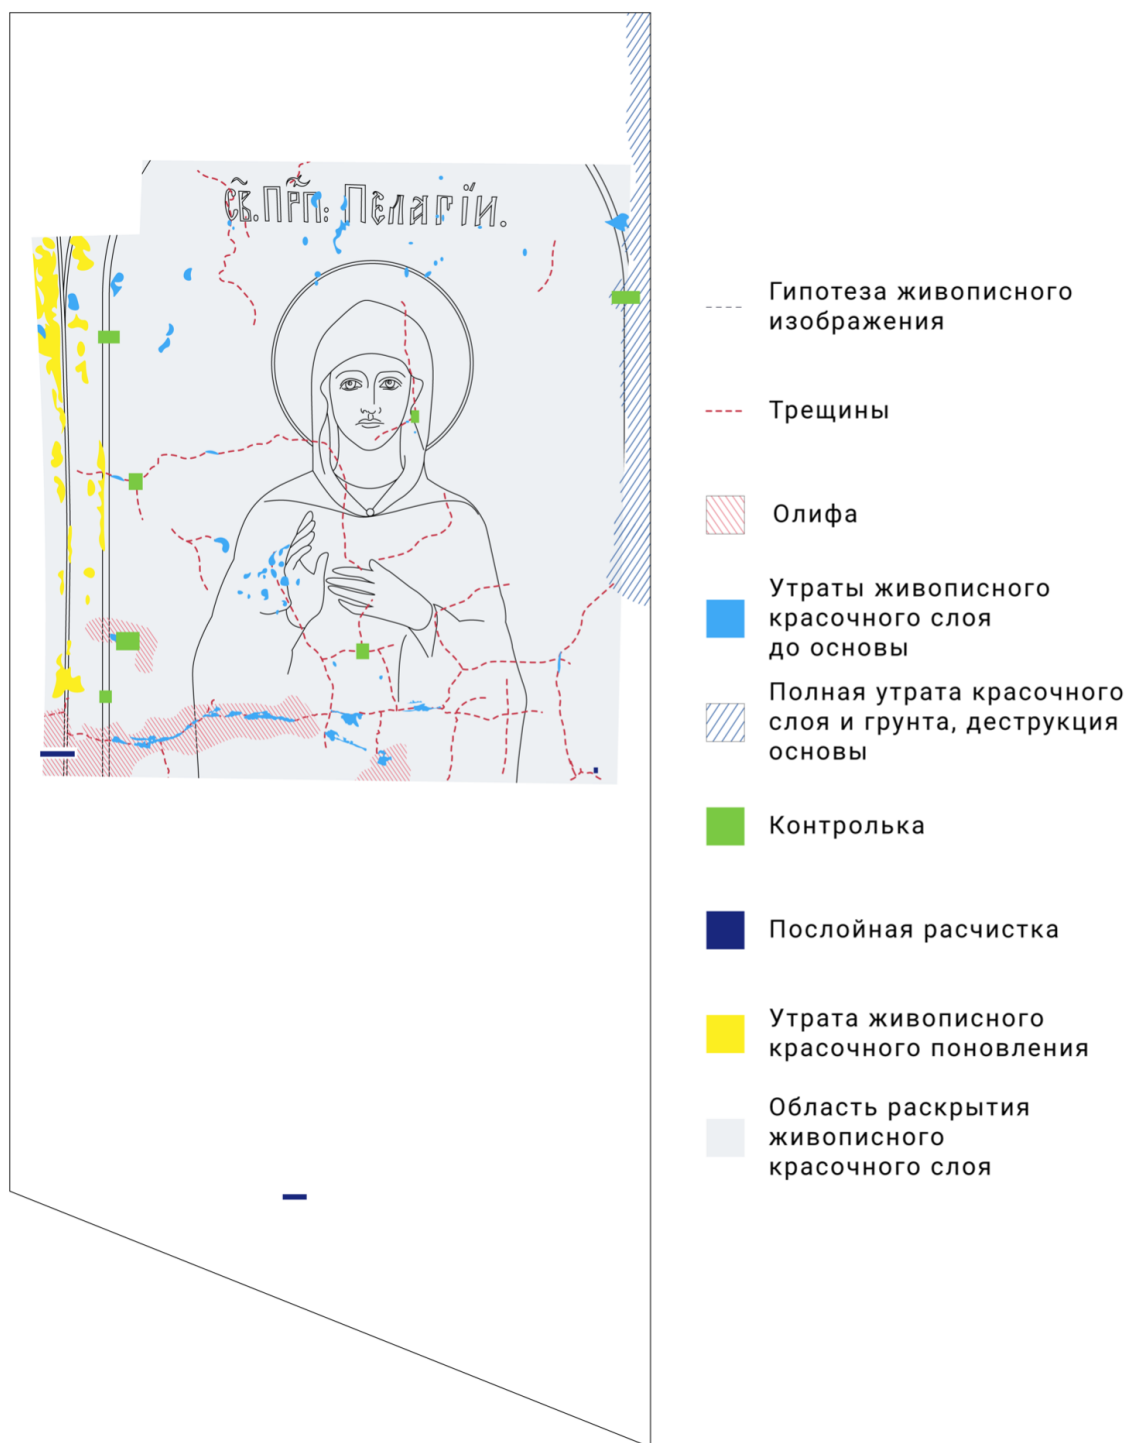 Св. Прп: Пелагіи.
Гипотеза живописного
изображения
Трещины
Олифа
Утраты живописного
красочного слоя
до основы
Полная утрата красочного
слоя и грунта, деструкция
основы
Контролька
Послойная расчистка
Утрата живописного
красочного поновления
Область раскрытия
живописного
красочного слоя